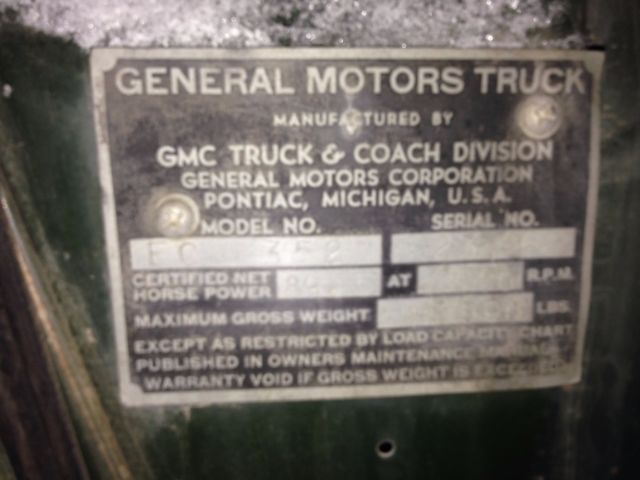 GENERAL MOTORS TRUCK
MANUFACTURED BY
GMC TRUCK & COACH DIVISION
GENERAL MOTORS CORPORATION
PONTIAC, MICHIGAN, U.S.A.
MODEL NO. SERIAL NO.
352
CERTIFIED NET HORSE POWER AT R.P.M.
MAXIMUM GROSS WEIGHT LBS.
EXCEPT AS RESTRICTED BY LOAD CAPACITY CHART
PUBLISHED IN OWNERS MAINTENANCE
WARRANTY VOID IF GROSS WEIGHT IS EXCEEDED